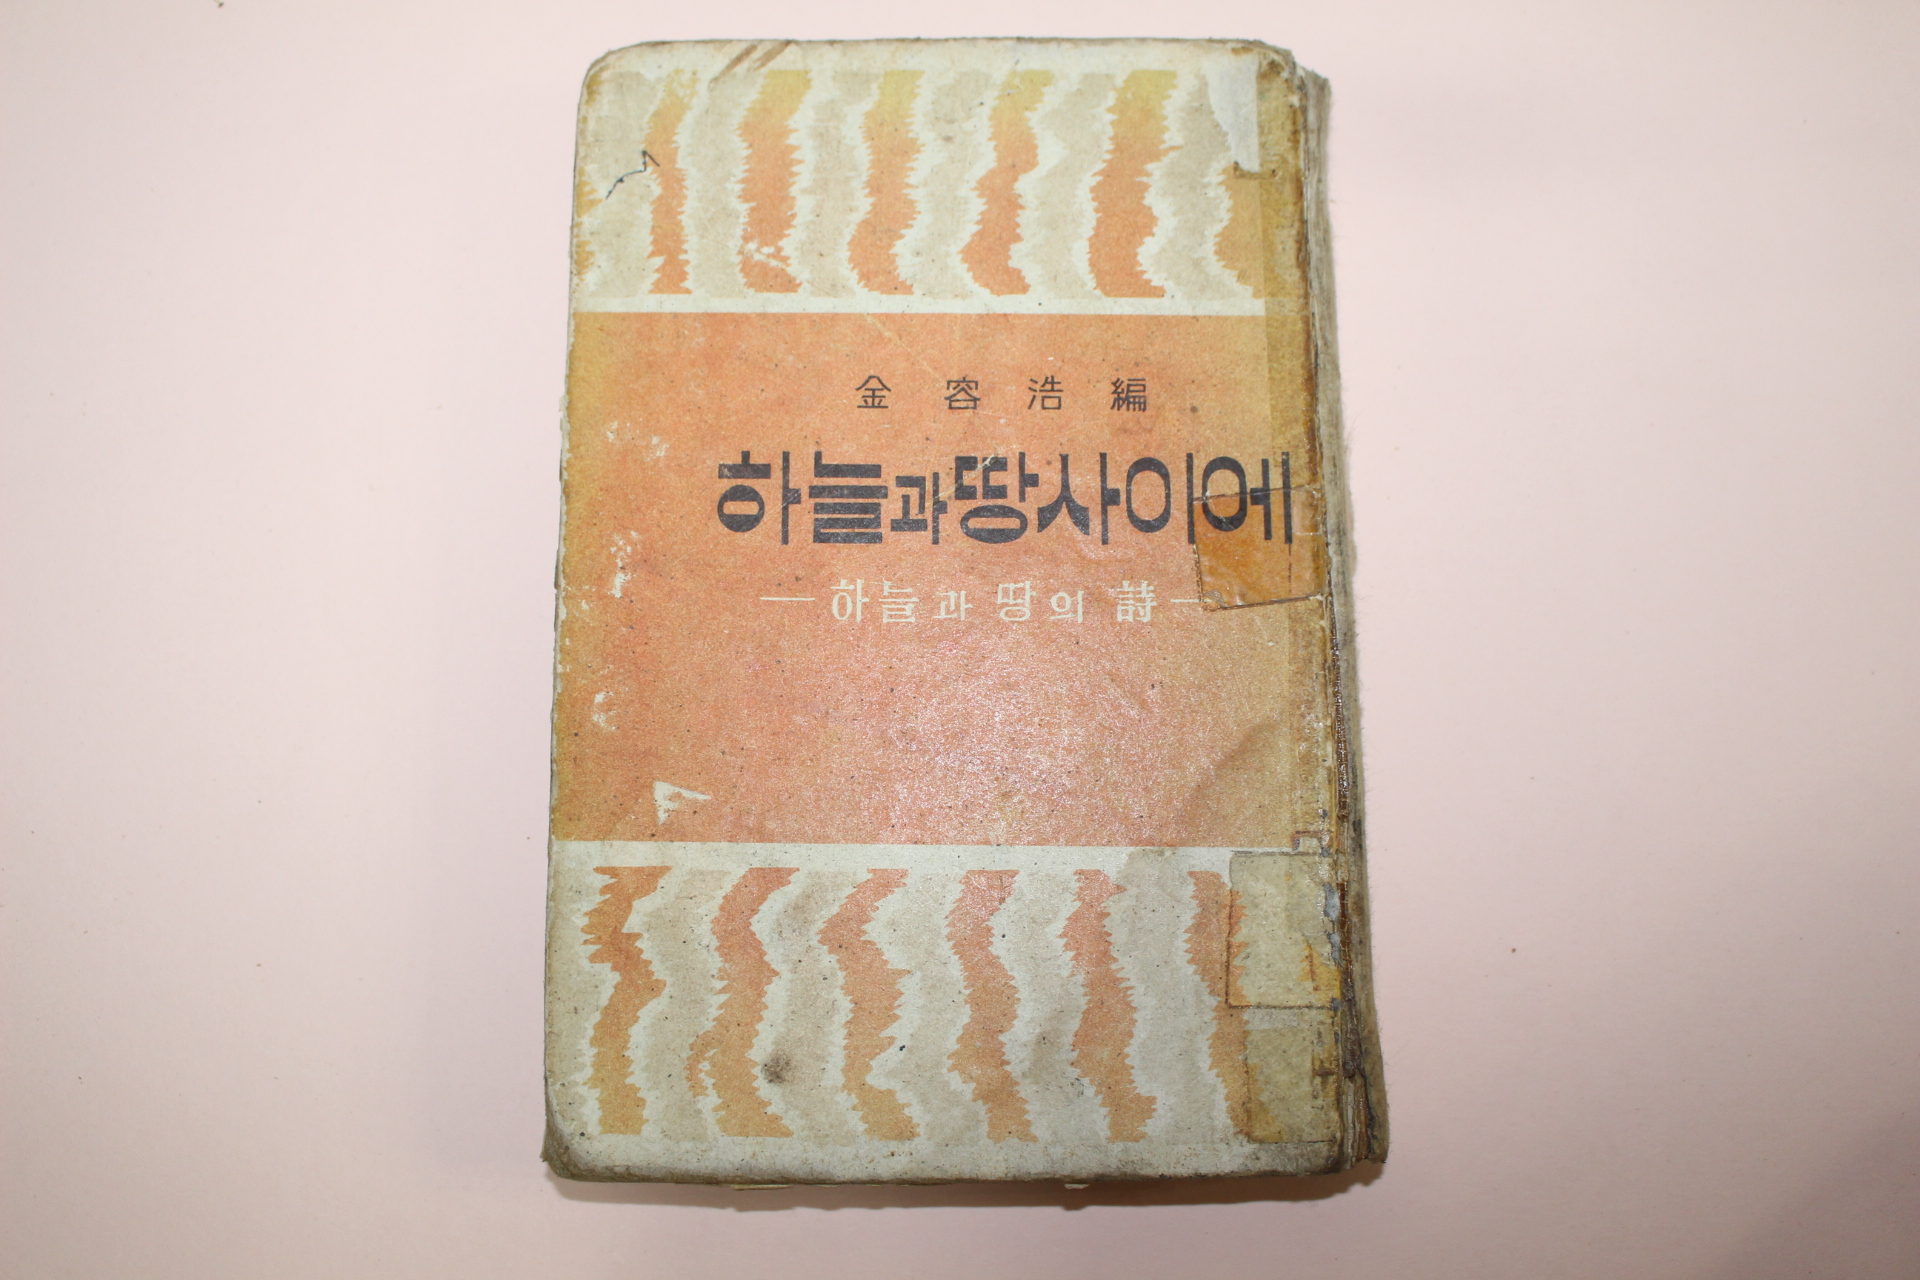 金容浩編
하늘과땅사이에
—하늘과 땅의 詩—